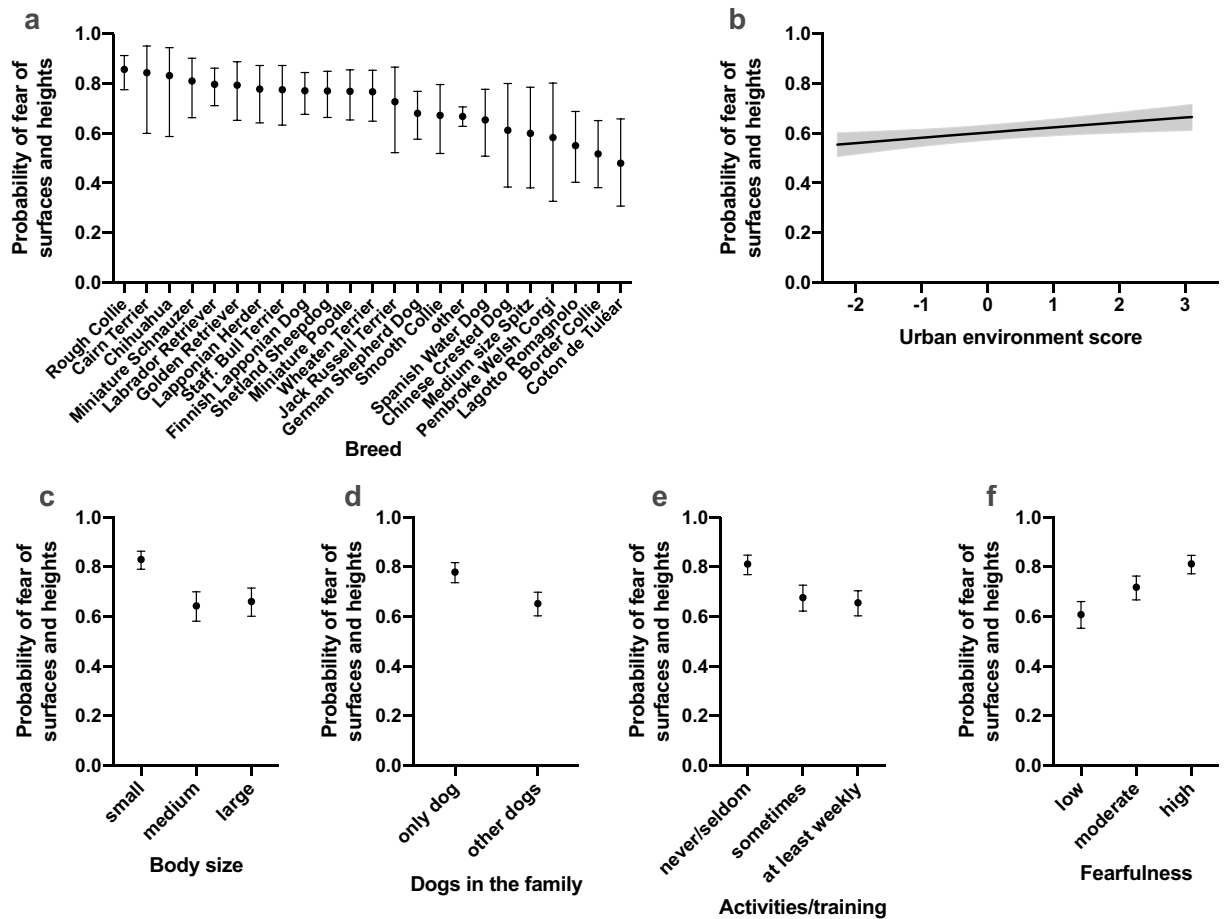 a
Probability of fear of
surfaces and heights
1.0
0.8
0.6
0.4
0.2
0.0
Rough Collie
Cairn Terrier
Chihuahua
Miniature Schnauzer
Labrador Retriever
Golden Retriever
Lapponian Herder
Staff. Bull Terrier
Finnish Lapponian Dog
Shetland Sheepdog
Miniature Poodle
Wheaten Terrier
Jack Russell Terrier
German Shepherd Dog
Smooth Collie
other
Spanish Water Dog
Chinese Crested Dog
Medium size Spitz
Pembroke Welsh Corgi
Lagotto Romagnolo
Border Collie
Coton de Tuléar
Breed
b
Probability of fear of
surfaces and heights
1.0
0.8
0.6
0.4
0.2
0.0
-2 -1 0 1 2 3
Urban environment score
c
Probability of fear of
surfaces and heights
1.0
0.8
0.6
0.4
0.2
0.0
small
medium
large
Body size
d
Probability of fear of
surfaces and heights
1.0
0.8
0.6
0.4
0.2
0.0
only dog
other dogs
Dogs in the family
e
Probability of fear of
surfaces and heights
1.0
0.8
0.6
0.4
0.2
0.0
never/seldom
sometimes
at least weekly
Activities/training
f
Probability of fear of
surfaces and heights
1.0
0.8
0.6
0.4
0.2
0.0
low
moderate
high
Fearfulness